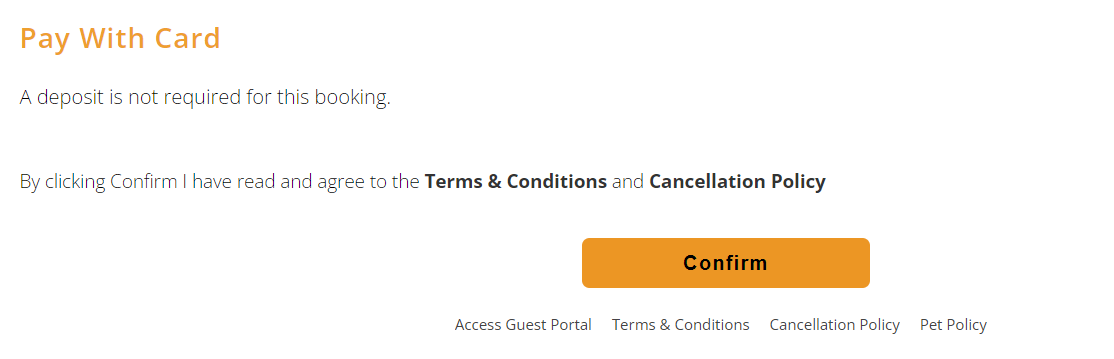 Pay With Card
A deposit is not required for this booking.
By clicking Confirm I have read and agree to the Terms & Conditions and Cancellation Policy
Confirm
Access Guest Portal Terms & Conditions Cancellation Policy Pet Policy